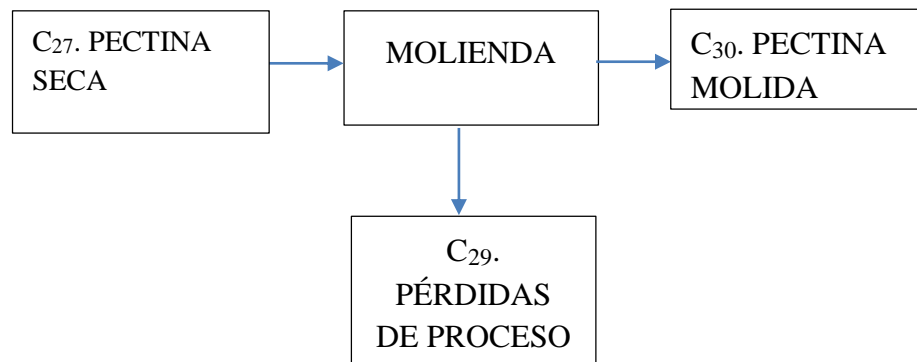 C₂₇. PECTINA
SECA
MOLIENDA
C₃₀. PECTINA
MOLIDA
C₂₉.
PÉRDIDAS
DE PROCESO